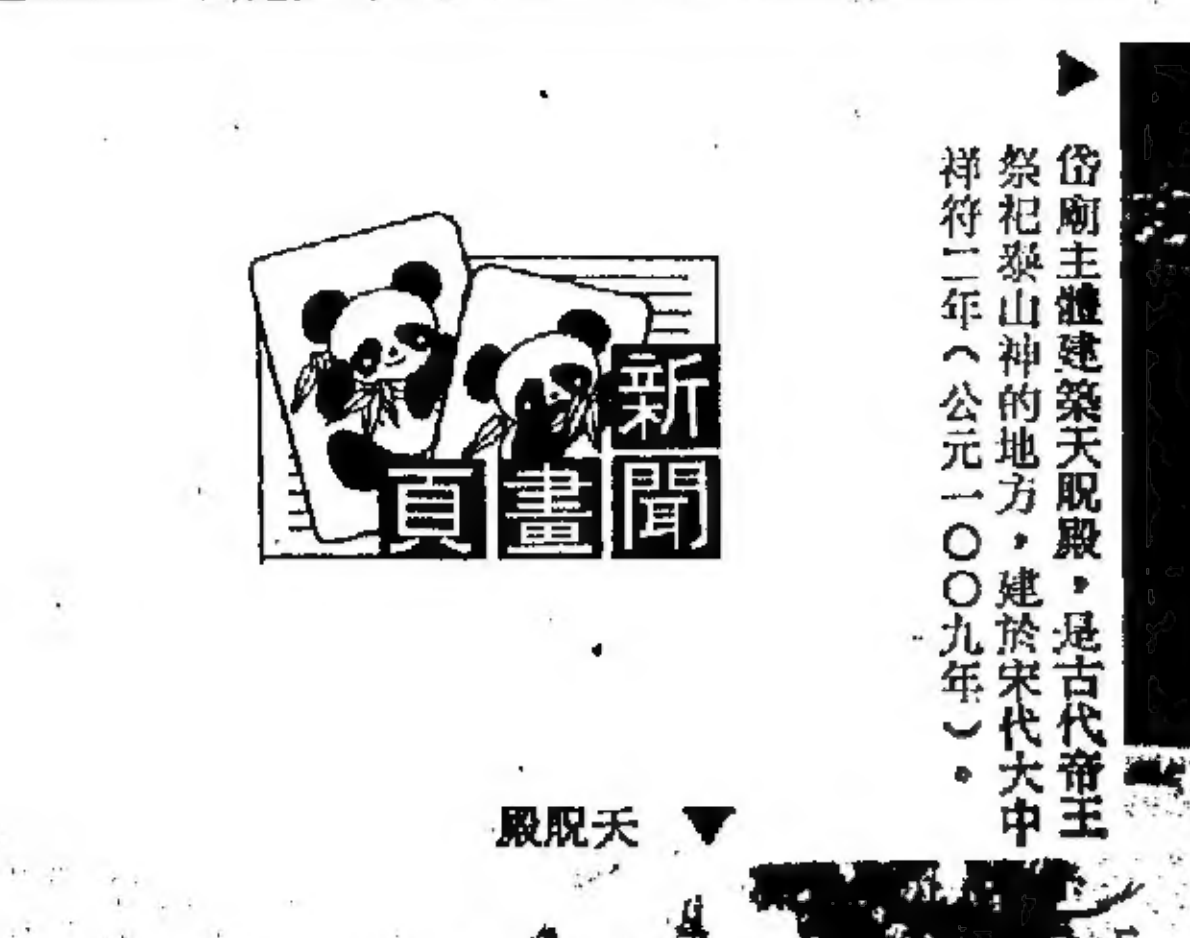 岱廟主體建築天貺殿，是古代帝王
祭祀泰山神的地方，建於宋代大中
祥符二年（公元一〇〇九年）。
新聞畫頁
天貺殿